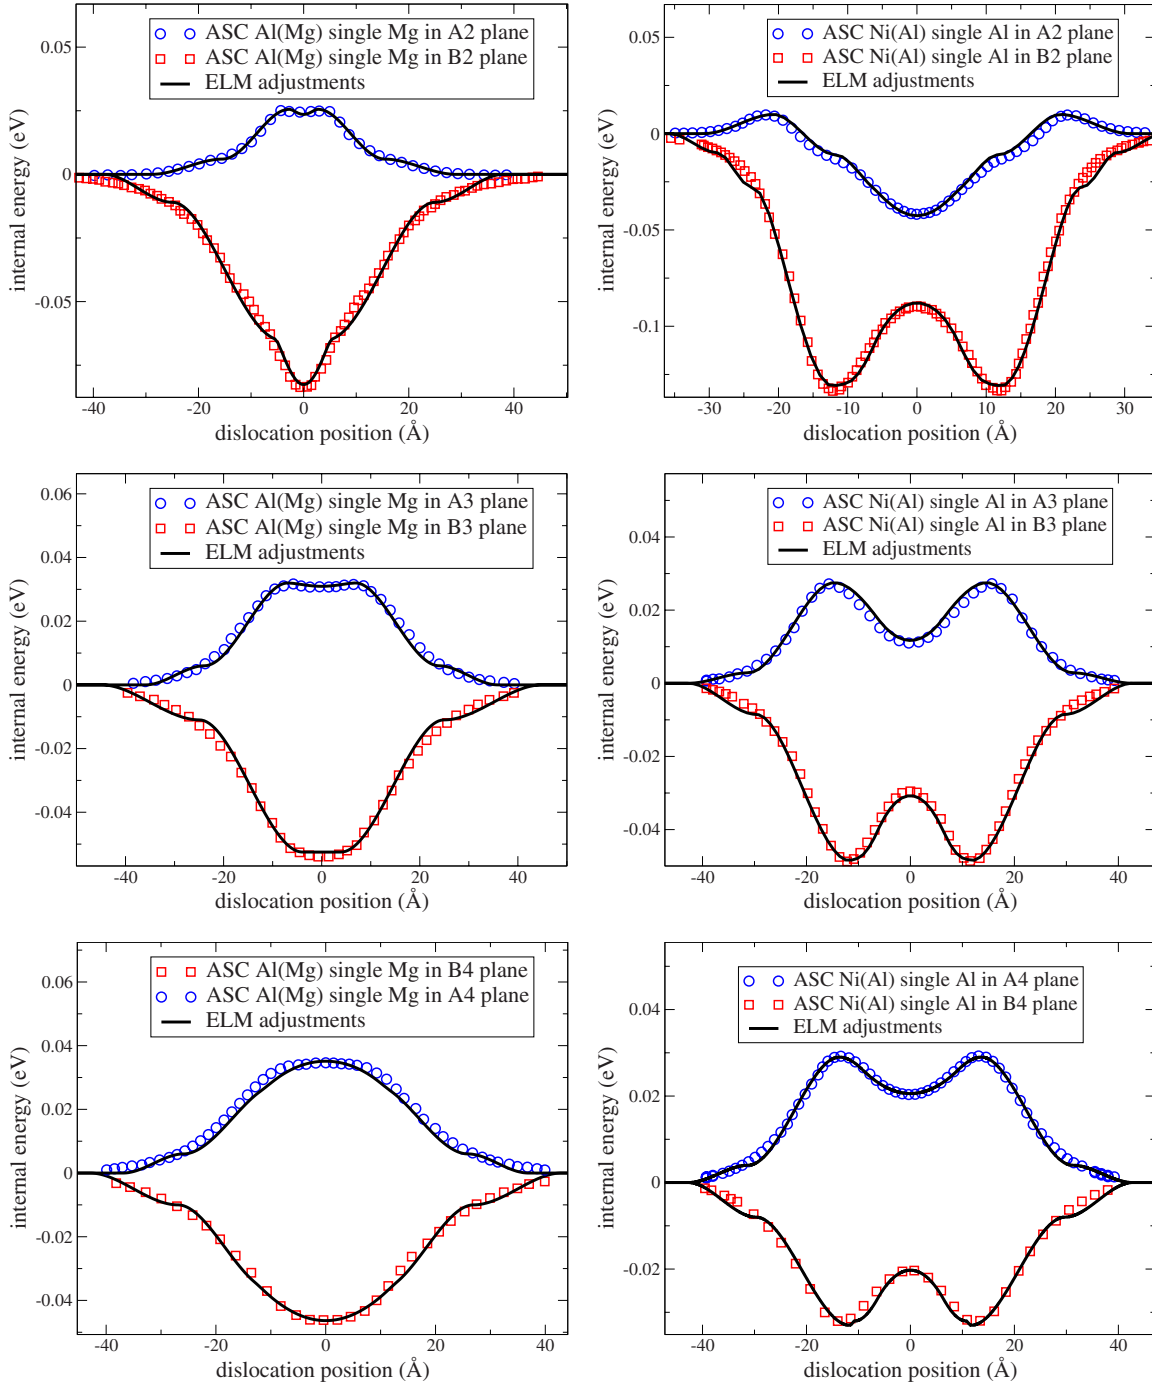 ASC Al(Mg) single Mg in A2 plane
ASC Al(Mg) single Mg in B2 plane
ELM adjustments
internal energy (eV)
0.05
0
-0.05
-40 -20 0 20 40
dislocation position (Å)
ASC Ni(Al) single Al in A2 plane
ASC Ni(Al) single Al in B2 plane
ELM adjustments
internal energy (eV)
0.05
0
-0.05
-0.1
-30 -20 -10 0 10 20 30
dislocation position (Å)
ASC Al(Mg) single Mg in A3 plane
ASC Al(Mg) single Mg in B3 plane
ELM adjustments
internal energy (eV)
0.06
0.04
0.02
0
-0.02
-0.04
-40 -20 0 20 40
dislocation position (Å)
ASC Ni(Al) single Al in A3 plane
ASC Ni(Al) single Al in B3 plane
ELM adjustments
internal energy (eV)
0.04
0.02
0
-0.02
-0.04
-40 -20 0 20 40
dislocation position (Å)
ASC Al(Mg) single Mg in B4 plane
ASC Al(Mg) single Mg in A4 plane
ELM adjustments
internal energy (eV)
0.06
0.04
0.02
0
-0.02
-0.04
-40 -20 0 20 40
dislocation position (Å)
ASC Ni(Al) single Al in A4 plane
ASC Ni(Al) single Al in B4 plane
ELM adjustments
internal energy (eV)
0.04
0.02
0
-0.02
-40 -20 0 20 40
dislocation position (Å)